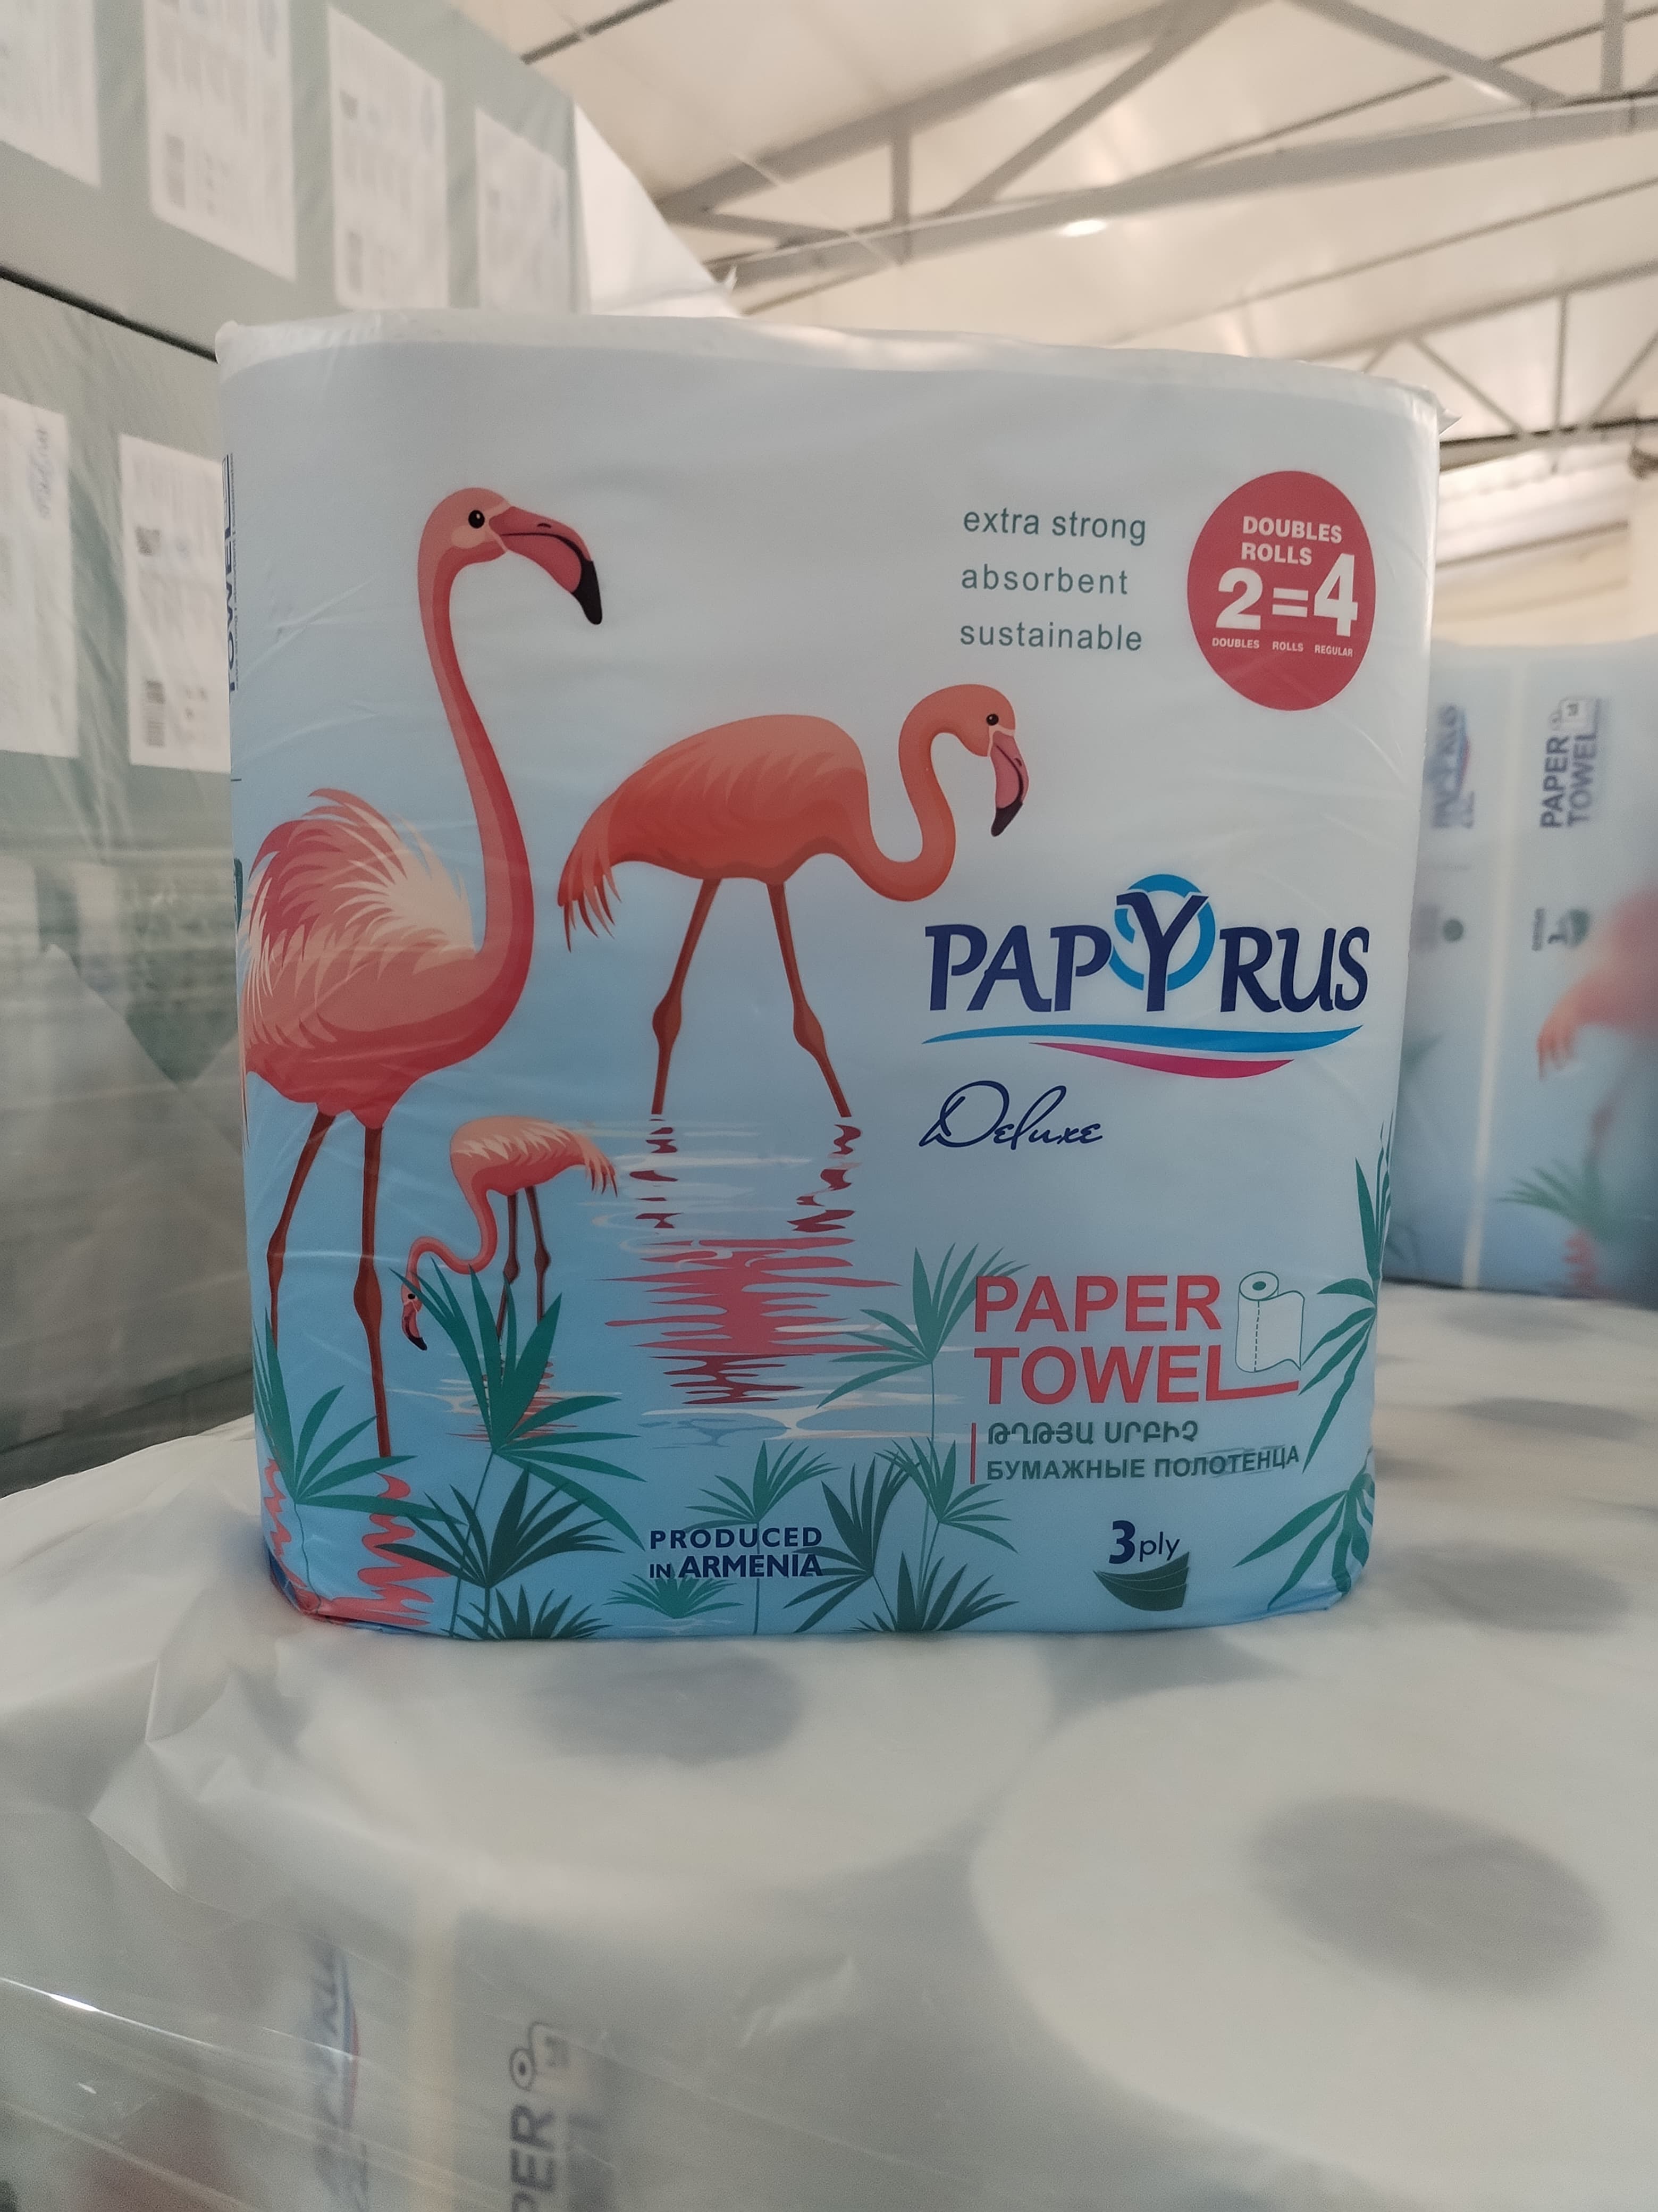 extra strong
absorbent
sustainable
DOUBLES
ROLLS
2=4
DOUBLES ROLLS REGULAR
PAPYRUS
Deluxe
PAPER
TOWEL
ԹՂԹՅԱ ՍՐԲԻՉ
БУМАЖНЫЕ ПОЛОТЕНЦА
PRODUCED
IN ARMENIA
3ply
TOWEL
PAPER
TOWEL